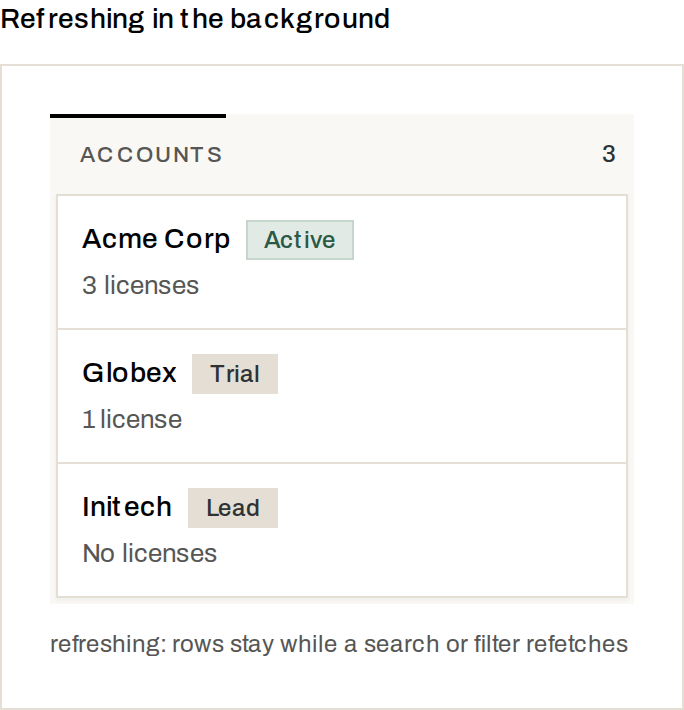 Refreshing in the background
ACCOUNTS 3
Acme Corp Active
3 licenses
Globex Trial
1 license
Initech Lead
No licenses
refreshing: rows stay while a search or filter refetches